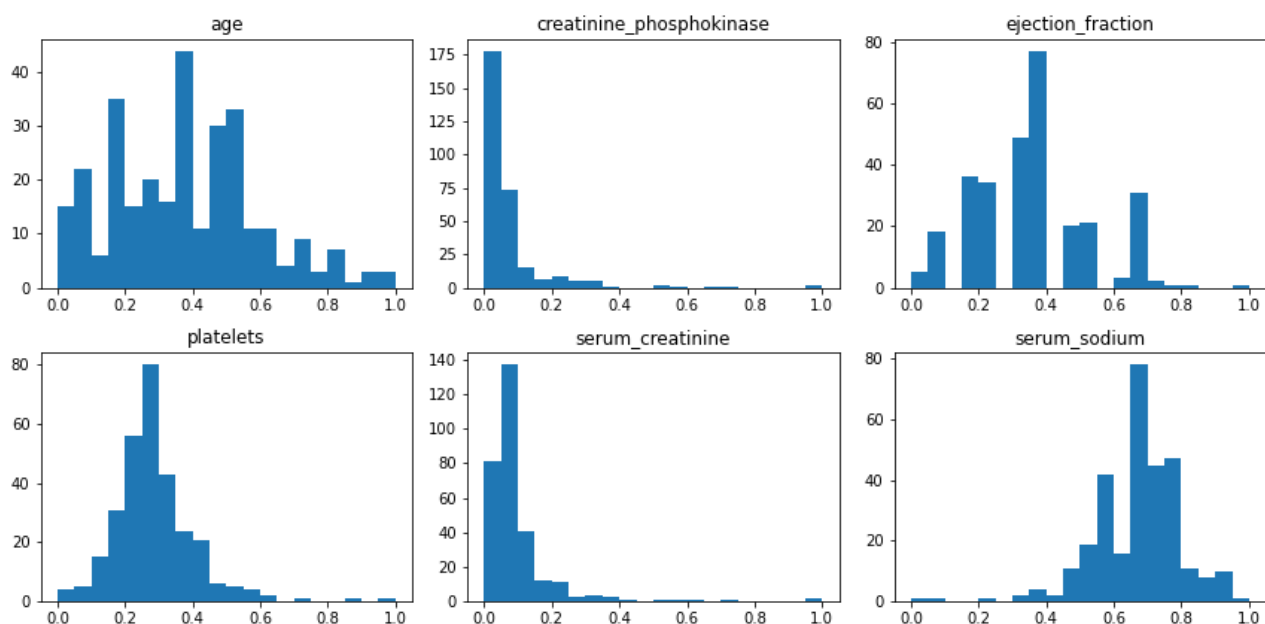 age creatinine_phosphokinase ejection_fraction
40 175 80
30 150 60
20 125 40
10 100 20
0 75 0
50
25
0
0.0 0.2 0.4 0.6 0.8 1.0 0.0 0.2 0.4 0.6 0.8 1.0 0.0 0.2 0.4 0.6 0.8 1.0
platelets serum_creatinine serum_sodium
80 140 80
60 120 60
40 100 40
20 80 20
0 60 0
40
20
0
0.0 0.2 0.4 0.6 0.8 1.0 0.0 0.2 0.4 0.6 0.8 1.0 0.0 0.2 0.4 0.6 0.8 1.0